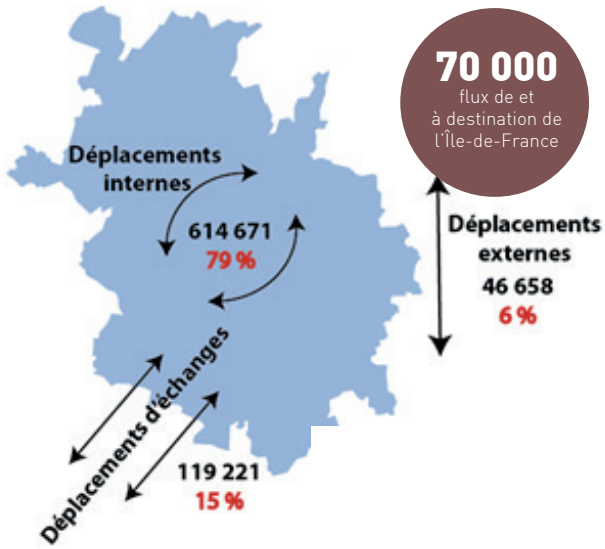 70 000
flux de et
à destination de
l'Île-de-France
Déplacements
internes
614 671
79 %
Déplacements
externes
46 658
6 %
Déplacements d'échanges
119 221
15 %